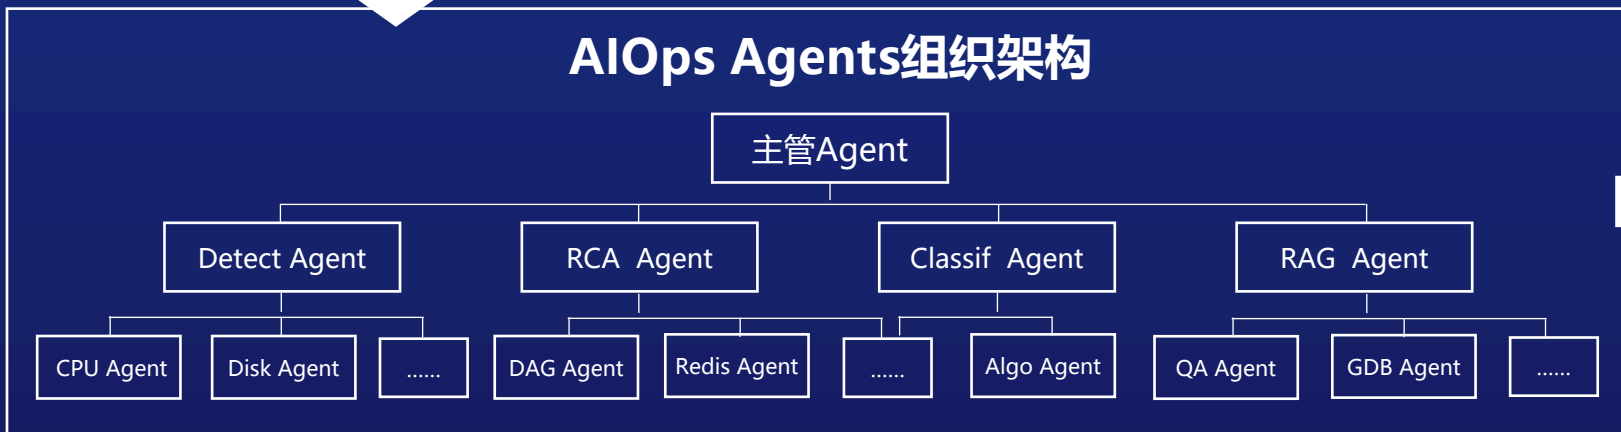 AIOps Agents组织架构
主管Agent
Detect Agent
RCA Agent
Classif Agent
RAG Agent
CPU Agent
Disk Agent
......
DAG Agent
Redis Agent
......
Algo Agent
QA Agent
GDB Agent
......